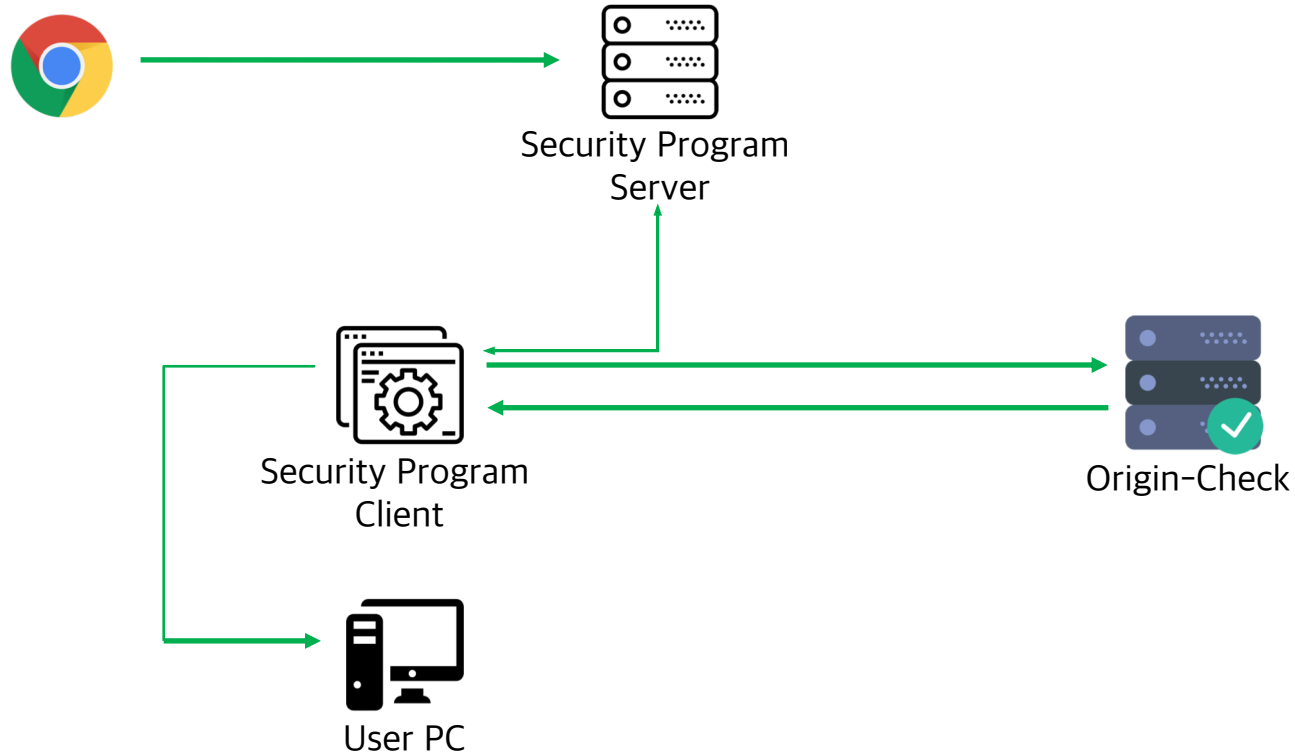 Security Program
Server
Security Program
Client
Origin-Check
User PC